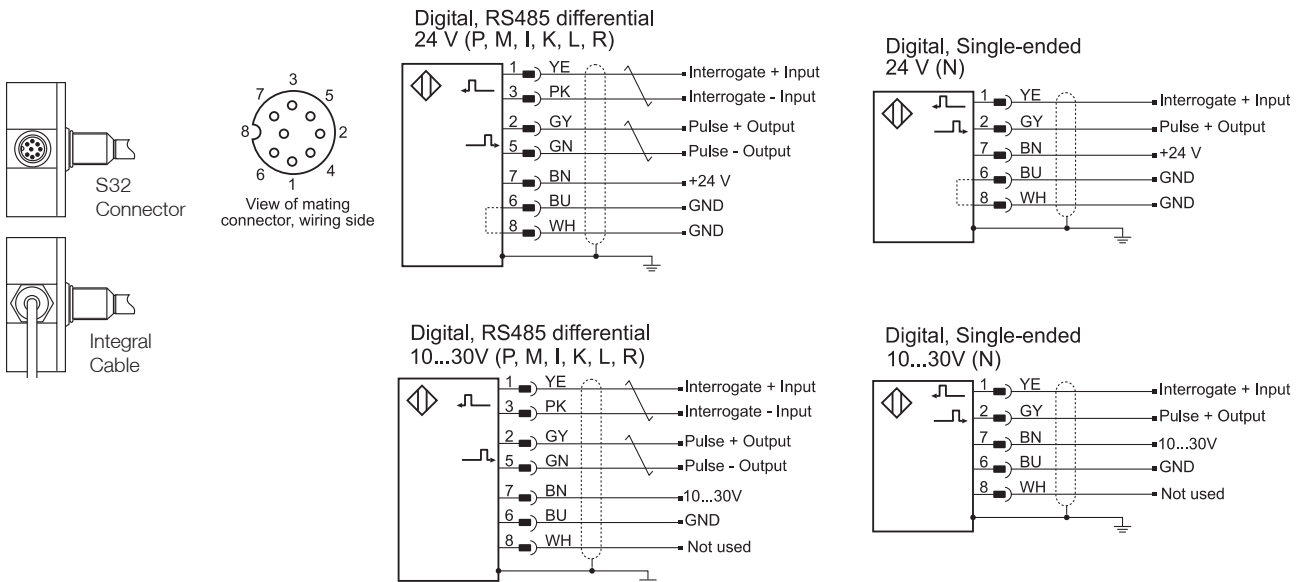 S32
Connector
Integral
Cable
3
7 5
8 2
6 4
1
View of mating
connector, wiring side
Digital, RS485 differential
24 V (P, M, I, K, L, R)
1 YE Interrogate + Input
3 PK Interrogate - Input
2 GY Pulse + Output
5 GN Pulse - Output
7 BN +24 V
6 BU GND
8 WH GND
Digital, Single-ended
24 V (N)
1 YE Interrogate + Input
2 GY Pulse + Output
7 BN +24 V
6 BU GND
8 WH GND
Digital, RS485 differential
10...30V (P, M, I, K, L, R)
1 YE Interrogate + Input
3 PK Interrogate - Input
2 GY Pulse + Output
5 GN Pulse - Output
7 BN 10...30V
6 BU GND
8 WH Not used
Digital, Single-ended
10...30V (N)
1 YE Interrogate + Input
2 GY Pulse + Output
7 BN 10...30V
6 BU GND
8 WH Not used